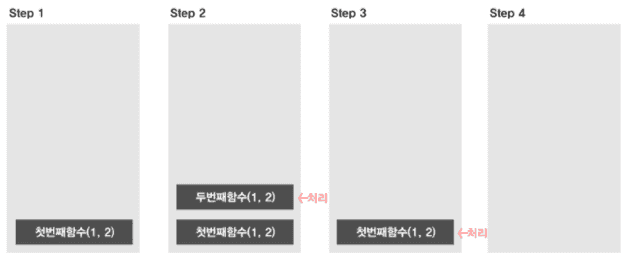 Step 1
Step 2
Step 3
Step 4
두번째함수(1, 2)
<-처리
첫번째함수(1, 2)
첫번째함수(1, 2)
첫번째함수(1, 2)
<-처리